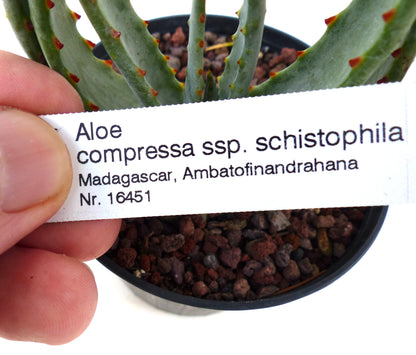 Aloe
compressa ssp. schistophila
Madagascar, Ambatofinandrahana
Nr. 16451